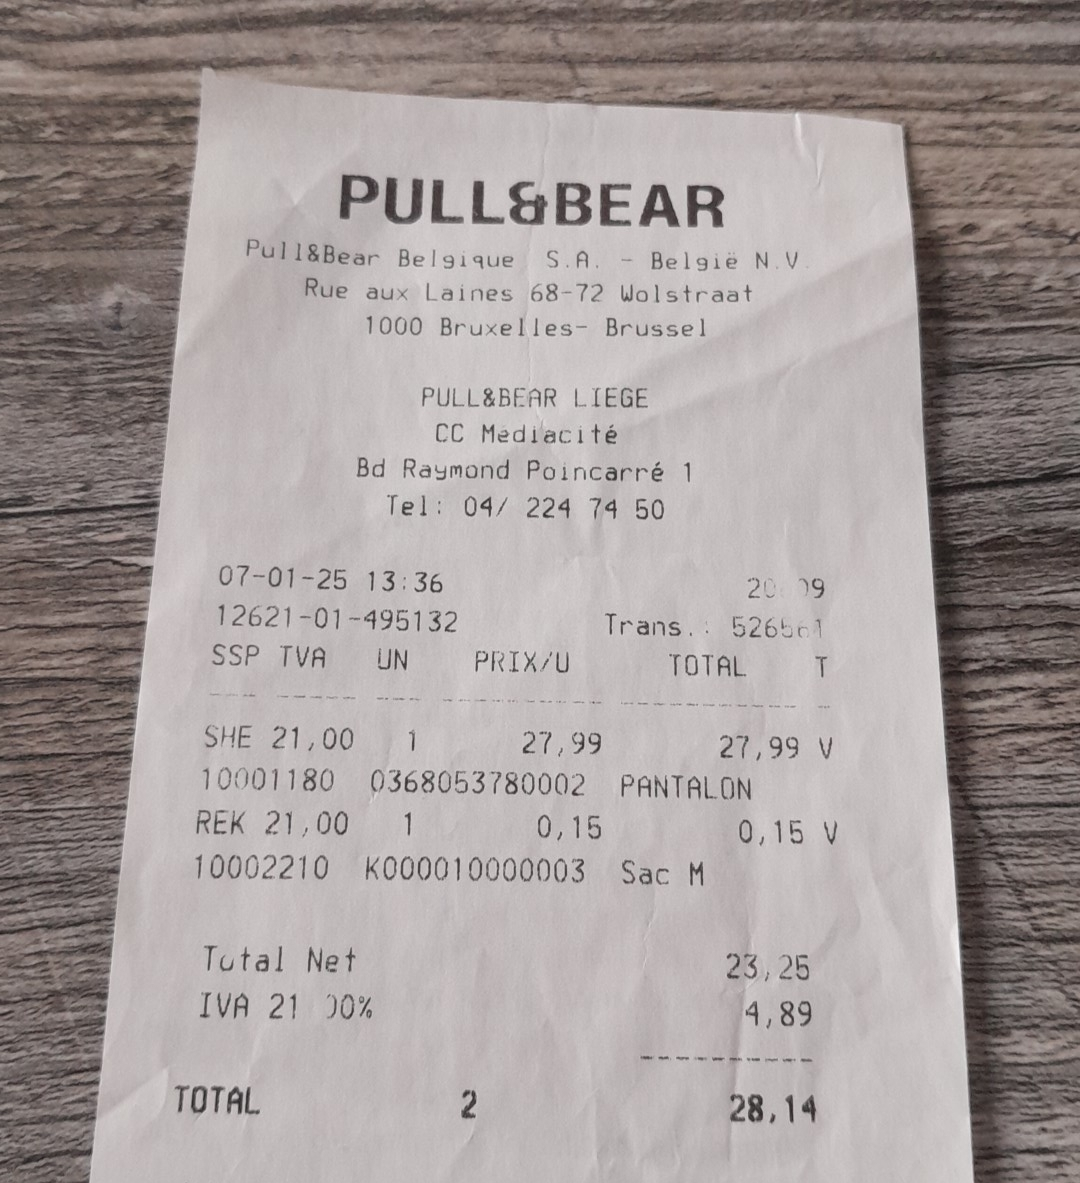 PULL&BEAR
Pull&Bear Belgique S.A. - België N.V.
Rue aux Laines 68-72 Wolstraat
1000 Bruxelles- Brussel
PULL&BEAR LIEGE
CC Médiacité
Bd Raymond Poincarré 1
Tel: 04/ 224 74 50
07-01-25 13:36
12621-01-495132 Trans.:
SSP TVA UN PRIX/U TOTAL T
SHE 21,00 1 27,99 27,99 V
10001180 0368053780002 PANTALON
REK 21,00 1 0,15 0,15 V
10002210 K000010000003 Sac M
Total Net 23,25
IVA 21,00% 4,89
TOTAL 2 28,14